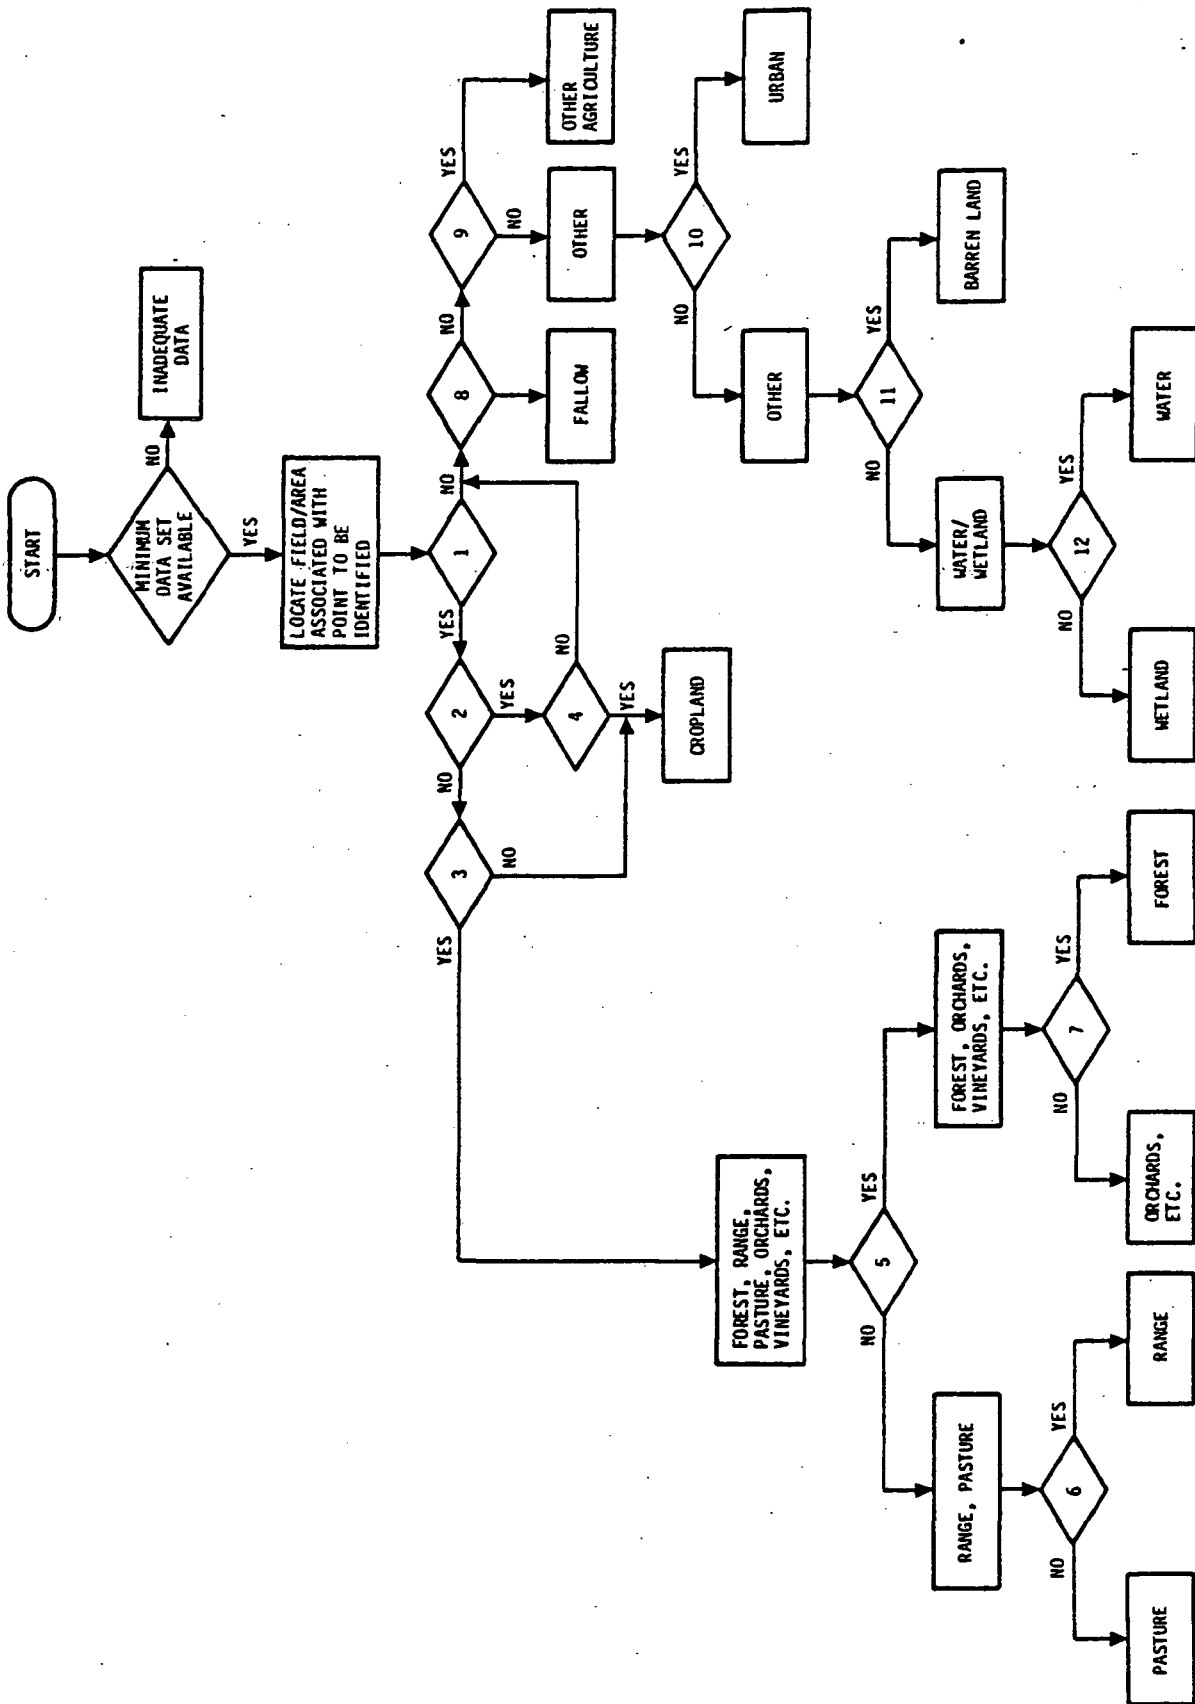 START
MINIMUM
DATA SET
AVAILABLE
NO
INADEQUATE
DATA
YES
LOCATE FIELD/AREA
ASSOCIATED WITH
POINT TO BE
IDENTIFIED
3
NO
2
YES
1
NO
8
NO
9
YES
YES
NO
YES
4
NO
NO
OTHER
AGRICULTURE
FALLOW
OTHER
YES
CROPLAND
NO
10
YES
FOREST, RANGE,
PASTURE, ORCHARDS,
VINEYARDS, ETC.
OTHER
URBAN
NO
5
YES
NO
11
YES
RANGE, PASTURE
FOREST, ORCHARDS,
VINEYARDS, ETC.
WATER/
WETLAND
BARREN LAND
NO
6
YES
NO
7
YES
NO
12
YES
PASTURE
RANGE
ORCHARDS,
ETC.
FOREST
WETLAND
WATER